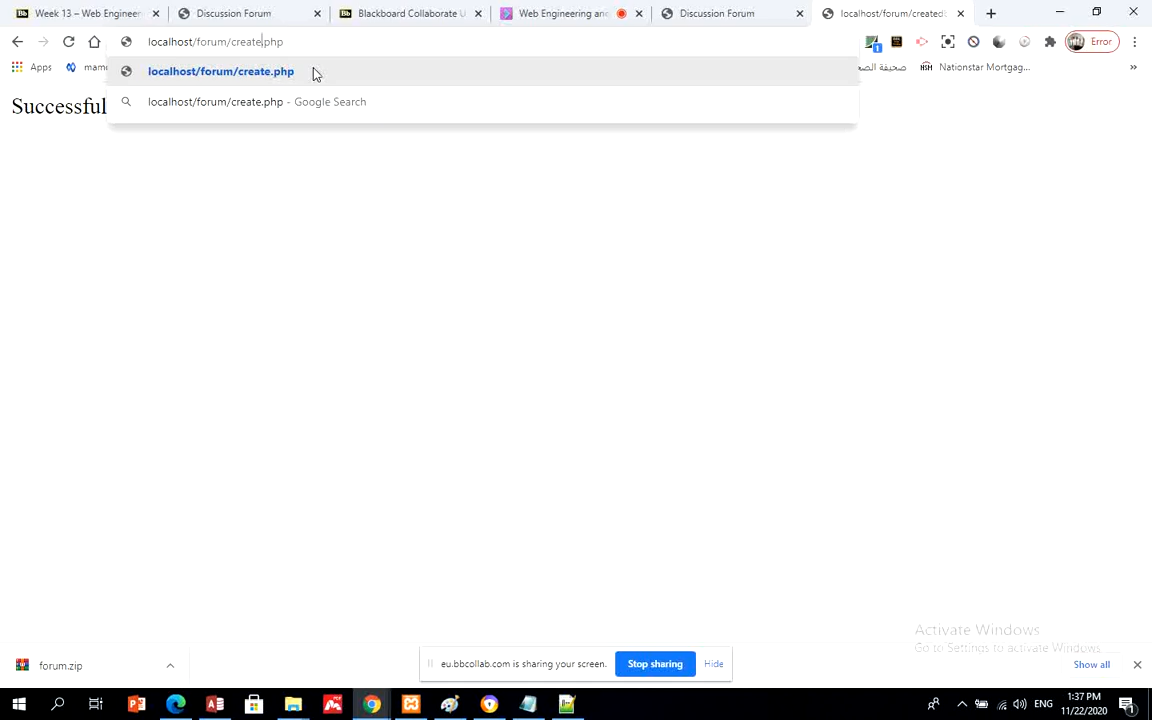 Week 13 – Web Engineerin
Discussion Forum
Blackboard Collaborate U
Web Engineering and
Discussion Forum
localhost/forum/created
localhost/forum/create.php
Error
Apps
mam
صحيفة الصح
Nationstar Mortgag...
localhost/forum/create.php
localhost/forum/create.php - Google Search
Successful
Activate Windows
Go to Settings to activate Windows.
forum.zip
eu.bbcollab.com is sharing your screen.
Stop sharing
Hide
Show all
1:37 PM
ENG
11/22/2020